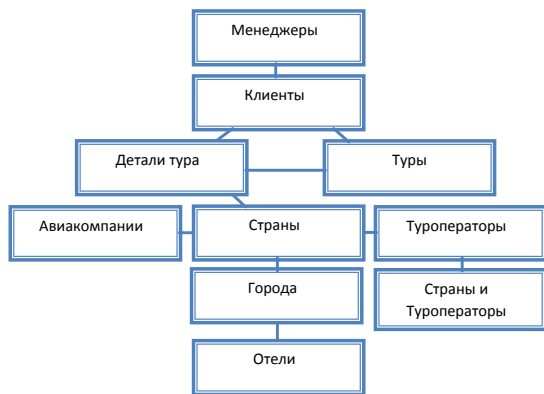 Менеджеры
Клиенты
Детали тура
Туры
Авиакомпании
Страны
Туроператоры
Города
Страны и
Туроператоры
Отели